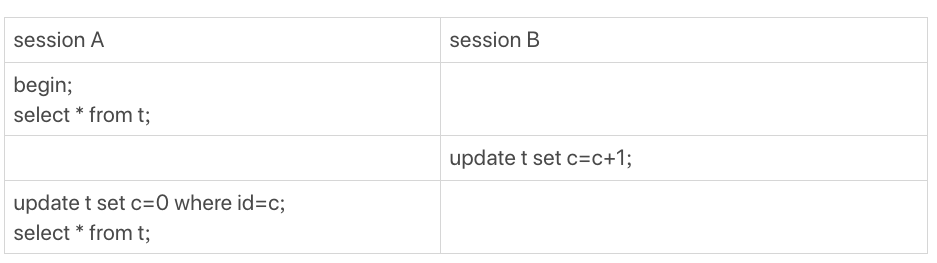 session A
session B
begin;
select * from t;
update t set c=c+1;
update t set c=0 where id=c;
select * from t;